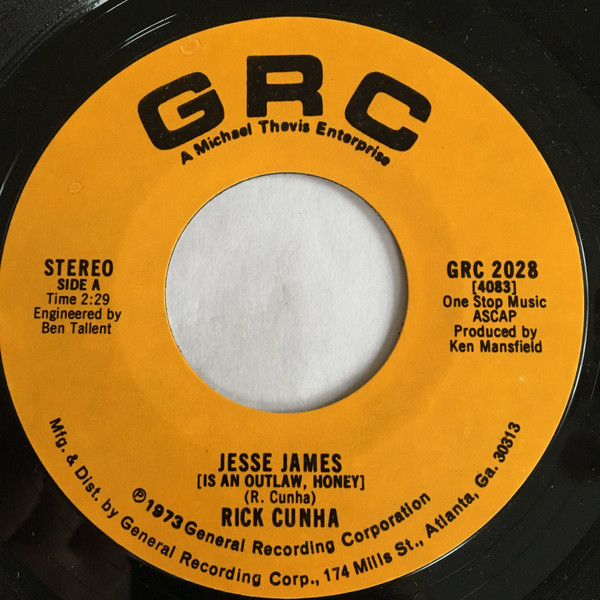 GRC
A Michael Thevis Enterprise
STEREO
SIDE A
Time 2:29
Engineered by
Ben Tallent
GRC 2028
[4083]
One Stop Music
ASCAP
Produced by
Ken Mansfield
JESSE JAMES
[IS AN OUTLAW, HONEY]
(R. Cunha)
RICK CUNHA
℗1973 General Recording Corporation
Mfg. & Dist. by General Recording Corp., 174 Mills St., Atlanta, Ga. 30313